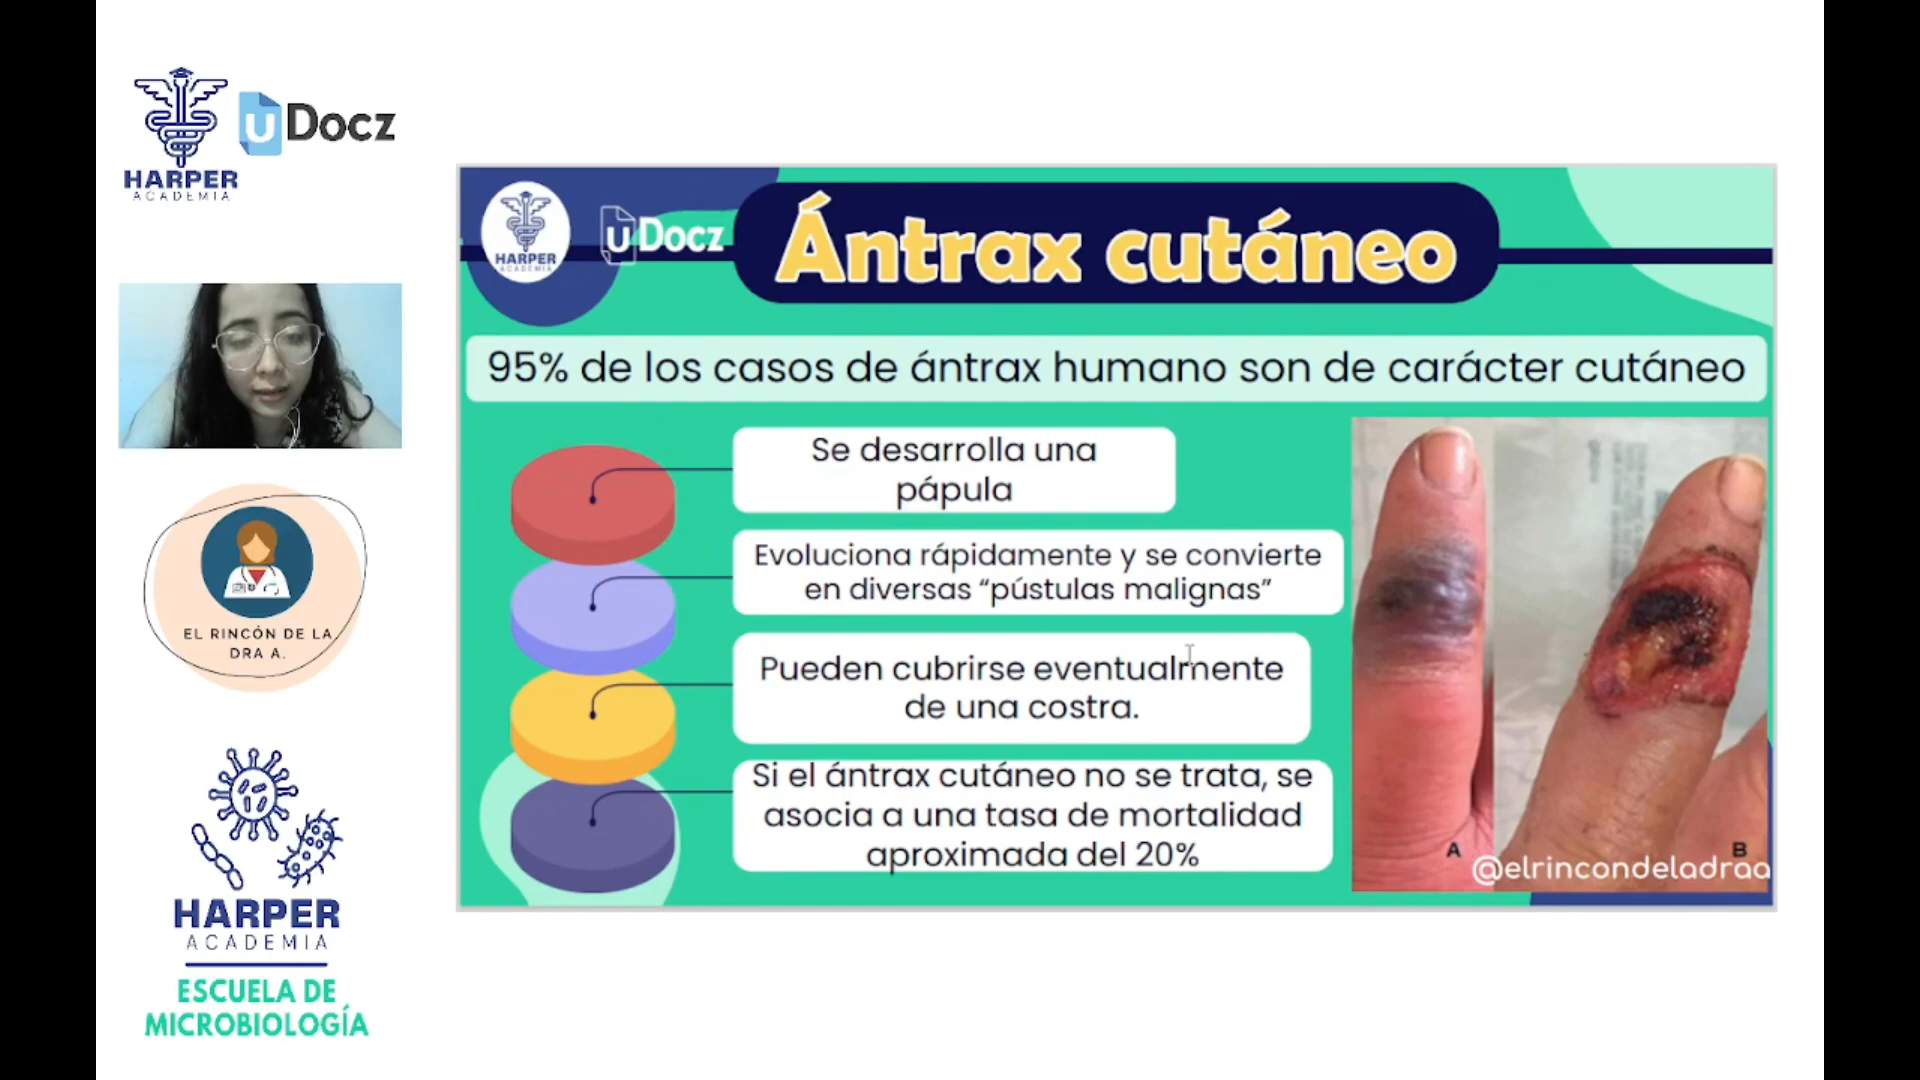 HARPER
ACADEMIA
uDocz
EL RINCÓN DE LA
DRA A.
HARPER
ACADEMIA
ESCUELA DE
MICROBIOLOGÍA
HARPER
ACADEMIA
uDocz
Ántrax cutáneo
95% de los casos de ántrax humano son de carácter cutáneo
Se desarrolla una
pápula
Evoluciona rápidamente y se convierte
en diversas “pústulas malignas”
Pueden cubrirse eventualmente
de una costra.
Si el ántrax cutáneo no se trata, se
asocia a una tasa de mortalidad
aproximada del 20%
A
B
@elrincondeladraa